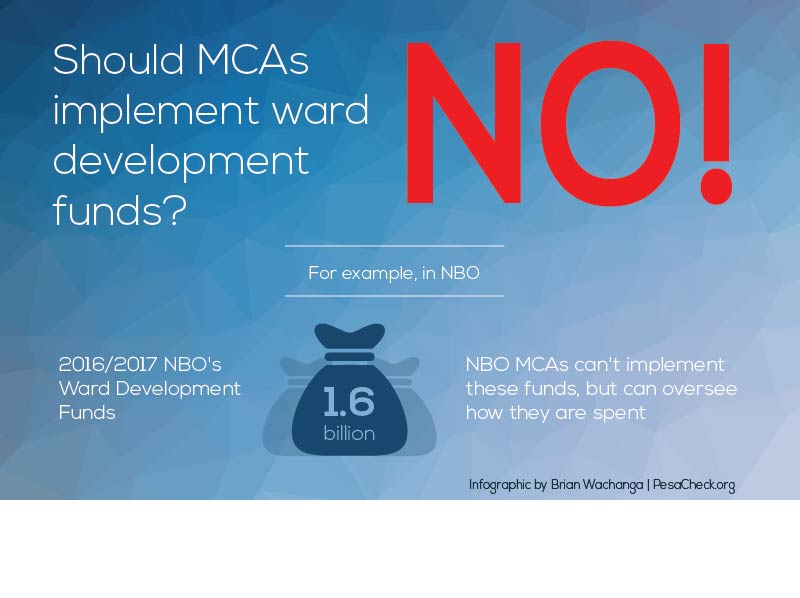 Should MCAs
implement ward
development
funds?
NO!
For example, in NBO
2016/2017 NBO's
Ward Development
Funds
1.6
billion
NBO MCAs can't implement
these funds, but can oversee
how they are spent
Infographic by Brian Wachanga | PesaCheck.org